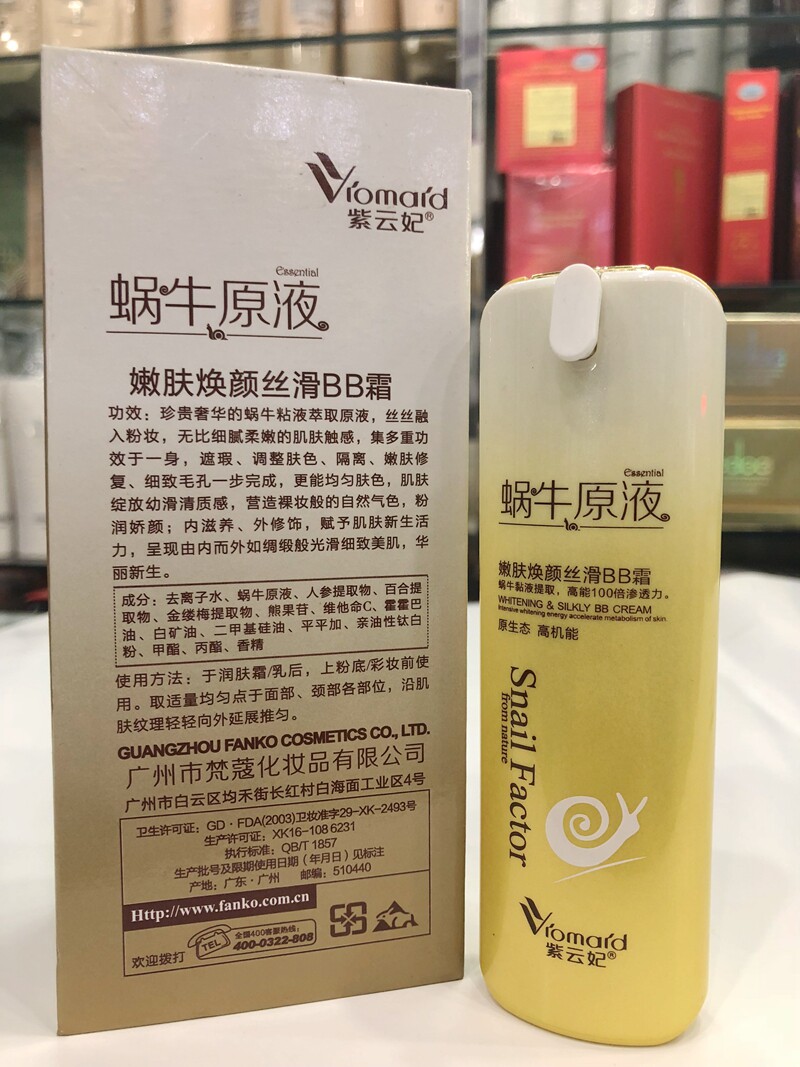 Vromard
紫云妃®
Essential
蜗牛原液
嫩肤焕颜丝滑BB霜
功效：珍贵奢华的蜗牛粘液萃取原液，丝丝融
入粉妆，无比细腻柔嫩的肌肤触感，集多重功
效于一身，遮瑕、调整肤色、隔离、嫩肤修
复、细致毛孔一步完成，更能均匀肤色，肌肤
绽放幼滑清质感，营造裸妆般的自然气色，粉
润娇颜；内滋养、外修饰，赋予肌肤新生活
力，呈现由内而外如绸缎般光滑细致美肌，华
丽新生。
成分：去离子水、蜗牛原液、人参提取物、百合提
取物、金缕梅提取物、熊果苷、维他命C、霍霍巴
油、白矿油、二甲基硅油、平平加、亲油性钛白
粉、甲酯、丙酯、香精
使用方法：于润肤霜/乳后，上粉底/彩妆前使
用。取适量均匀点于面部、颈部各部位，沿肌
肤纹理轻轻向外延展推匀。
GUANGZHOU FANKO COSMETICS CO., LTD.
广州市梵蔻化妆品有限公司
广州市白云区均禾街长红村白海面工业区4号
卫生许可证：GD·FDA(2003)卫妆准字29-XK-2493号
生产许可证：XK16-108 6231
执行标准：QB/T 1857
生产批号及限期使用日期（年月日）见标注
产地：广东·广州 邮编：510440
Http://www.fanko.com.cn
欢迎拨打
TEL
全国400客服热线：
400-0322-808
Essential
蜗牛原液
嫩肤焕颜丝滑BB霜
蜗牛黏液提取，高能100倍渗透力。
WHITENING & SILKLY BB CREAM
Intensive whitening energy accelerate metabolism of skin.
原生态 高机能
Snail Factor
from nature
Vromard
紫云妃®